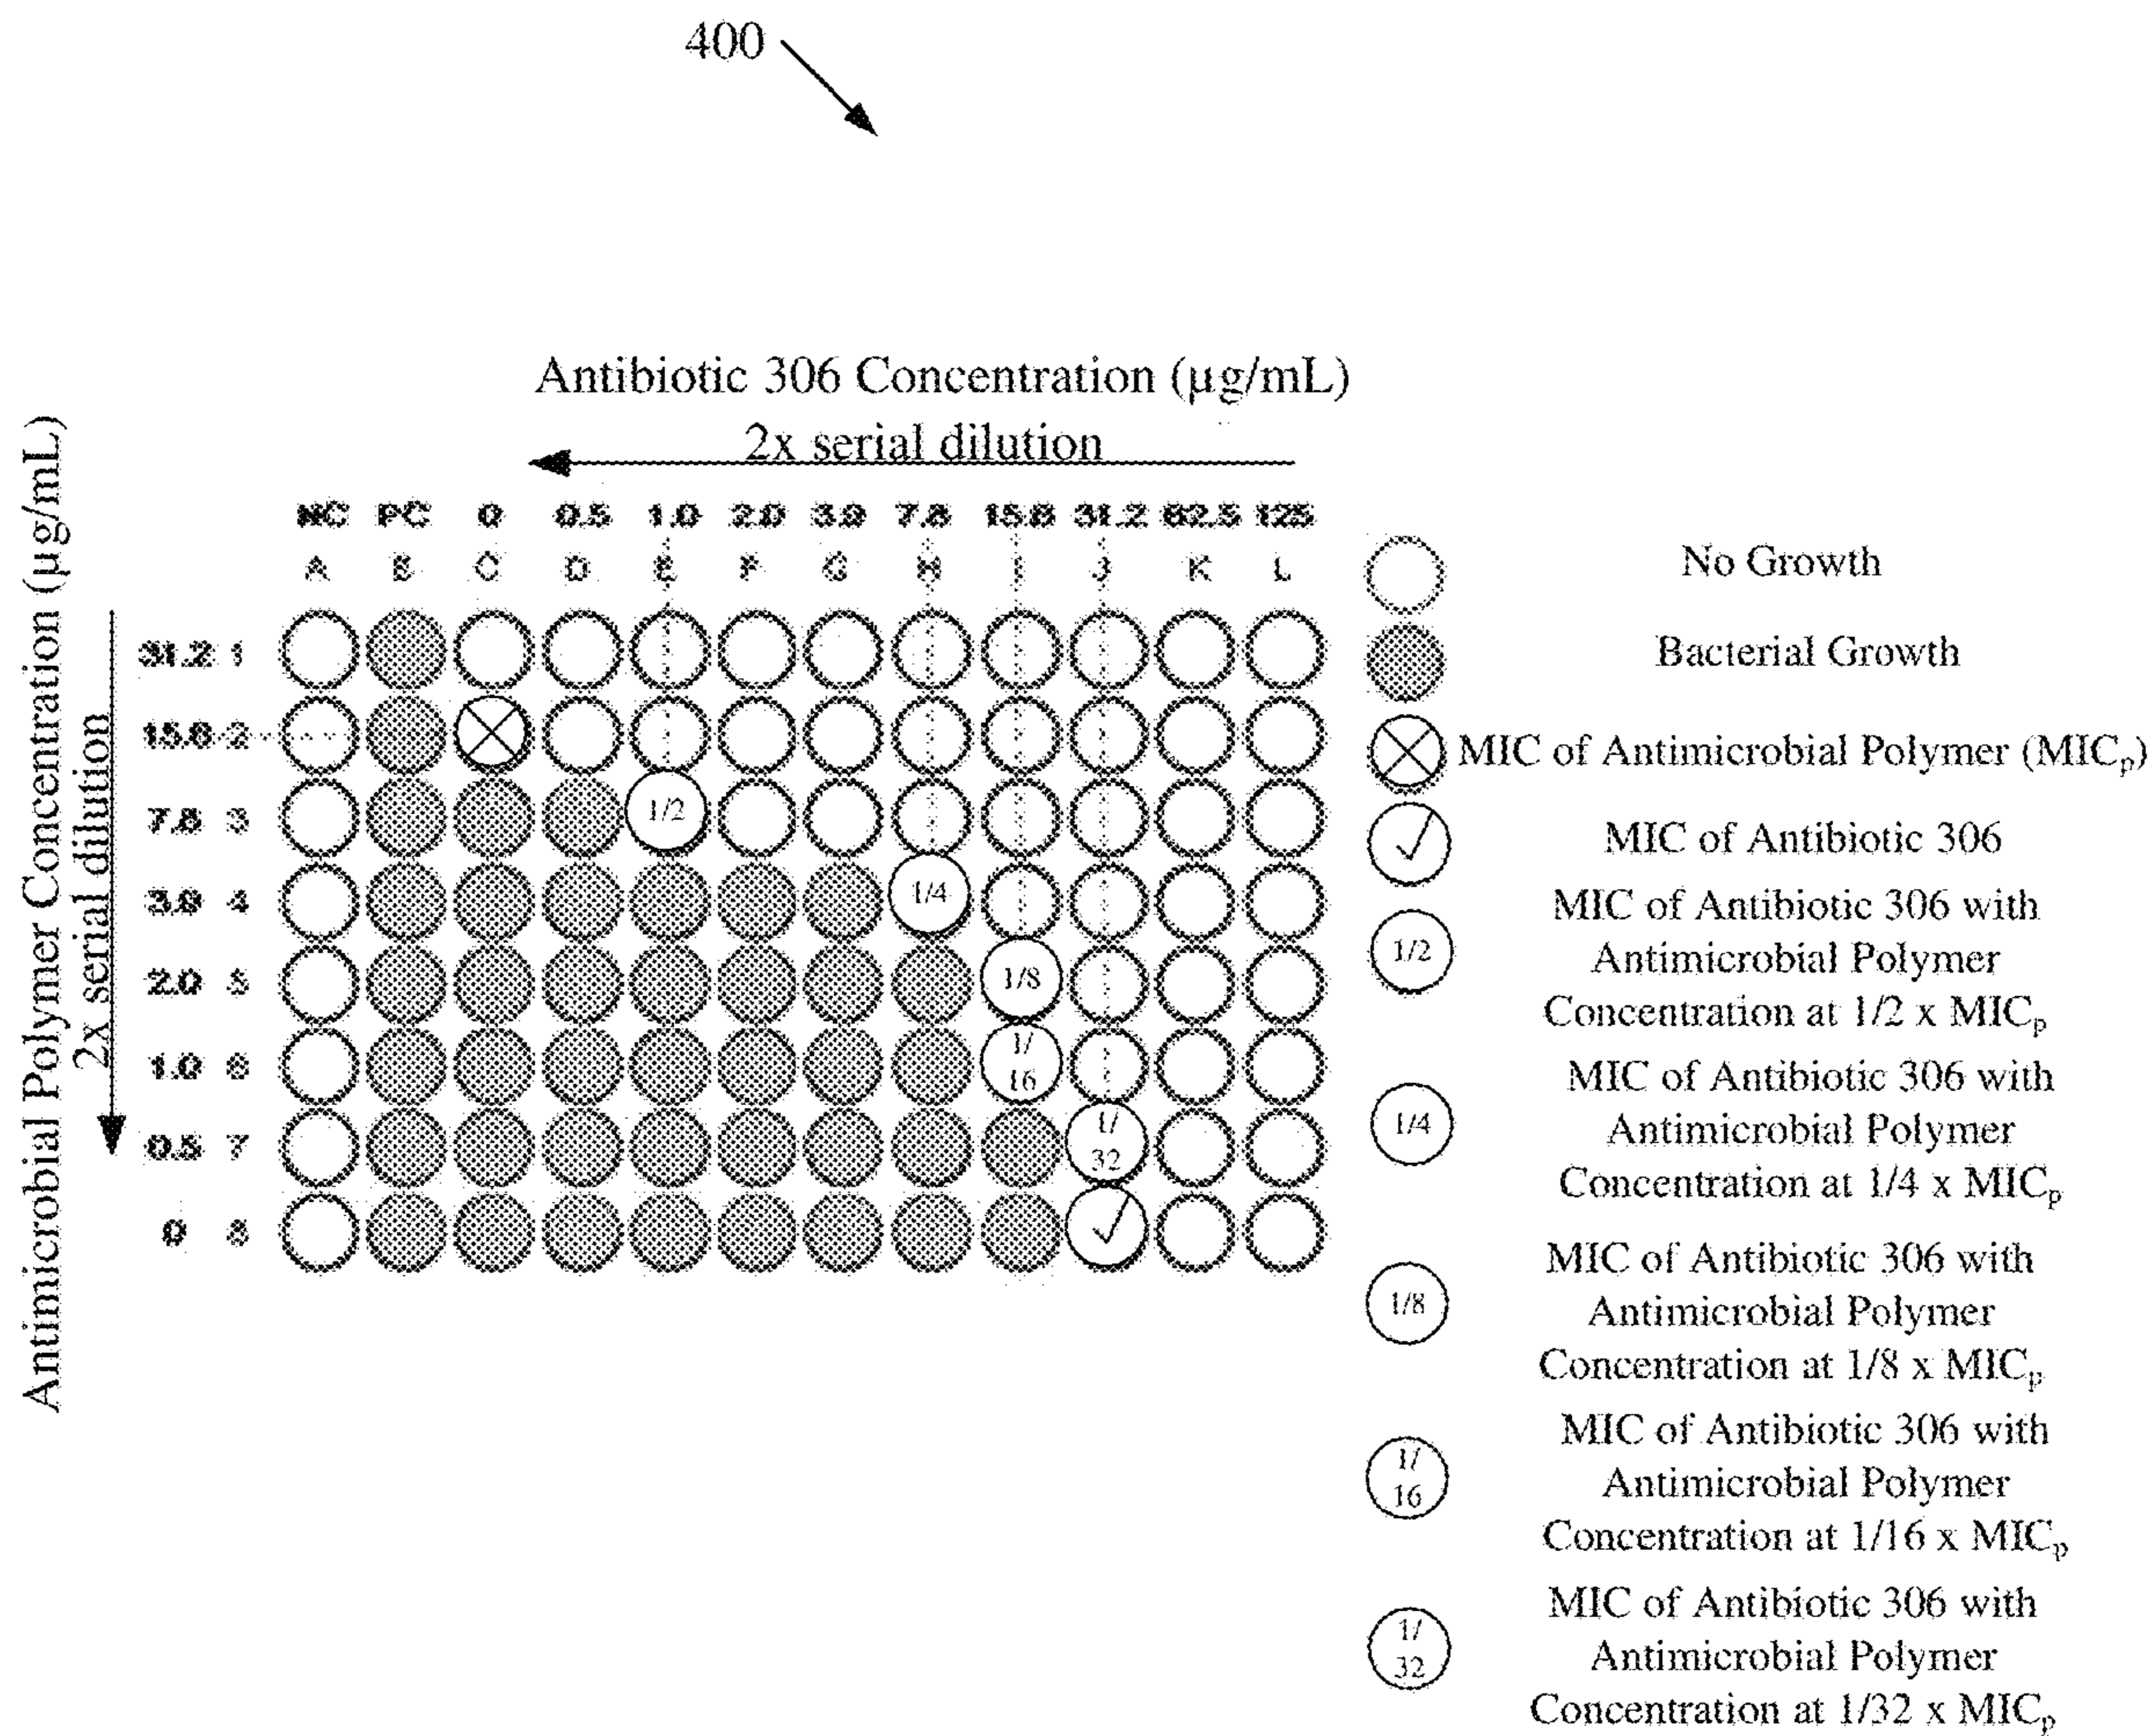 400
Antibiotic 306 Concentration (μg/mL)
2x serial dilution
NC PC 0 0.5 1.0 2.0 3.9 7.8 15.6 31.2 62.5 125
A B C D E F G H I J K L
Antimicrobial Polymer Concentration (μg/mL)
2x serial dilution
31.2 1
15.6 2
7.8 3
1/2
3.9 4
1/4
2.0 5
1/8
1.0 6
1/
16
0.5 7
1/
32
0 8
No Growth
Bacterial Growth
MIC of Antimicrobial Polymer (MICp)
MIC of Antibiotic 306
1/2
MIC of Antibiotic 306 with
Antimicrobial Polymer
Concentration at 1/2 x MICp
1/4
MIC of Antibiotic 306 with
Antimicrobial Polymer
Concentration at 1/4 x MICp
1/8
MIC of Antibiotic 306 with
Antimicrobial Polymer
Concentration at 1/8 x MICp
1/
16
MIC of Antibiotic 306 with
Antimicrobial Polymer
Concentration at 1/16 x MICp
1/
32
MIC of Antibiotic 306 with
Antimicrobial Polymer
Concentration at 1/32 x MICp